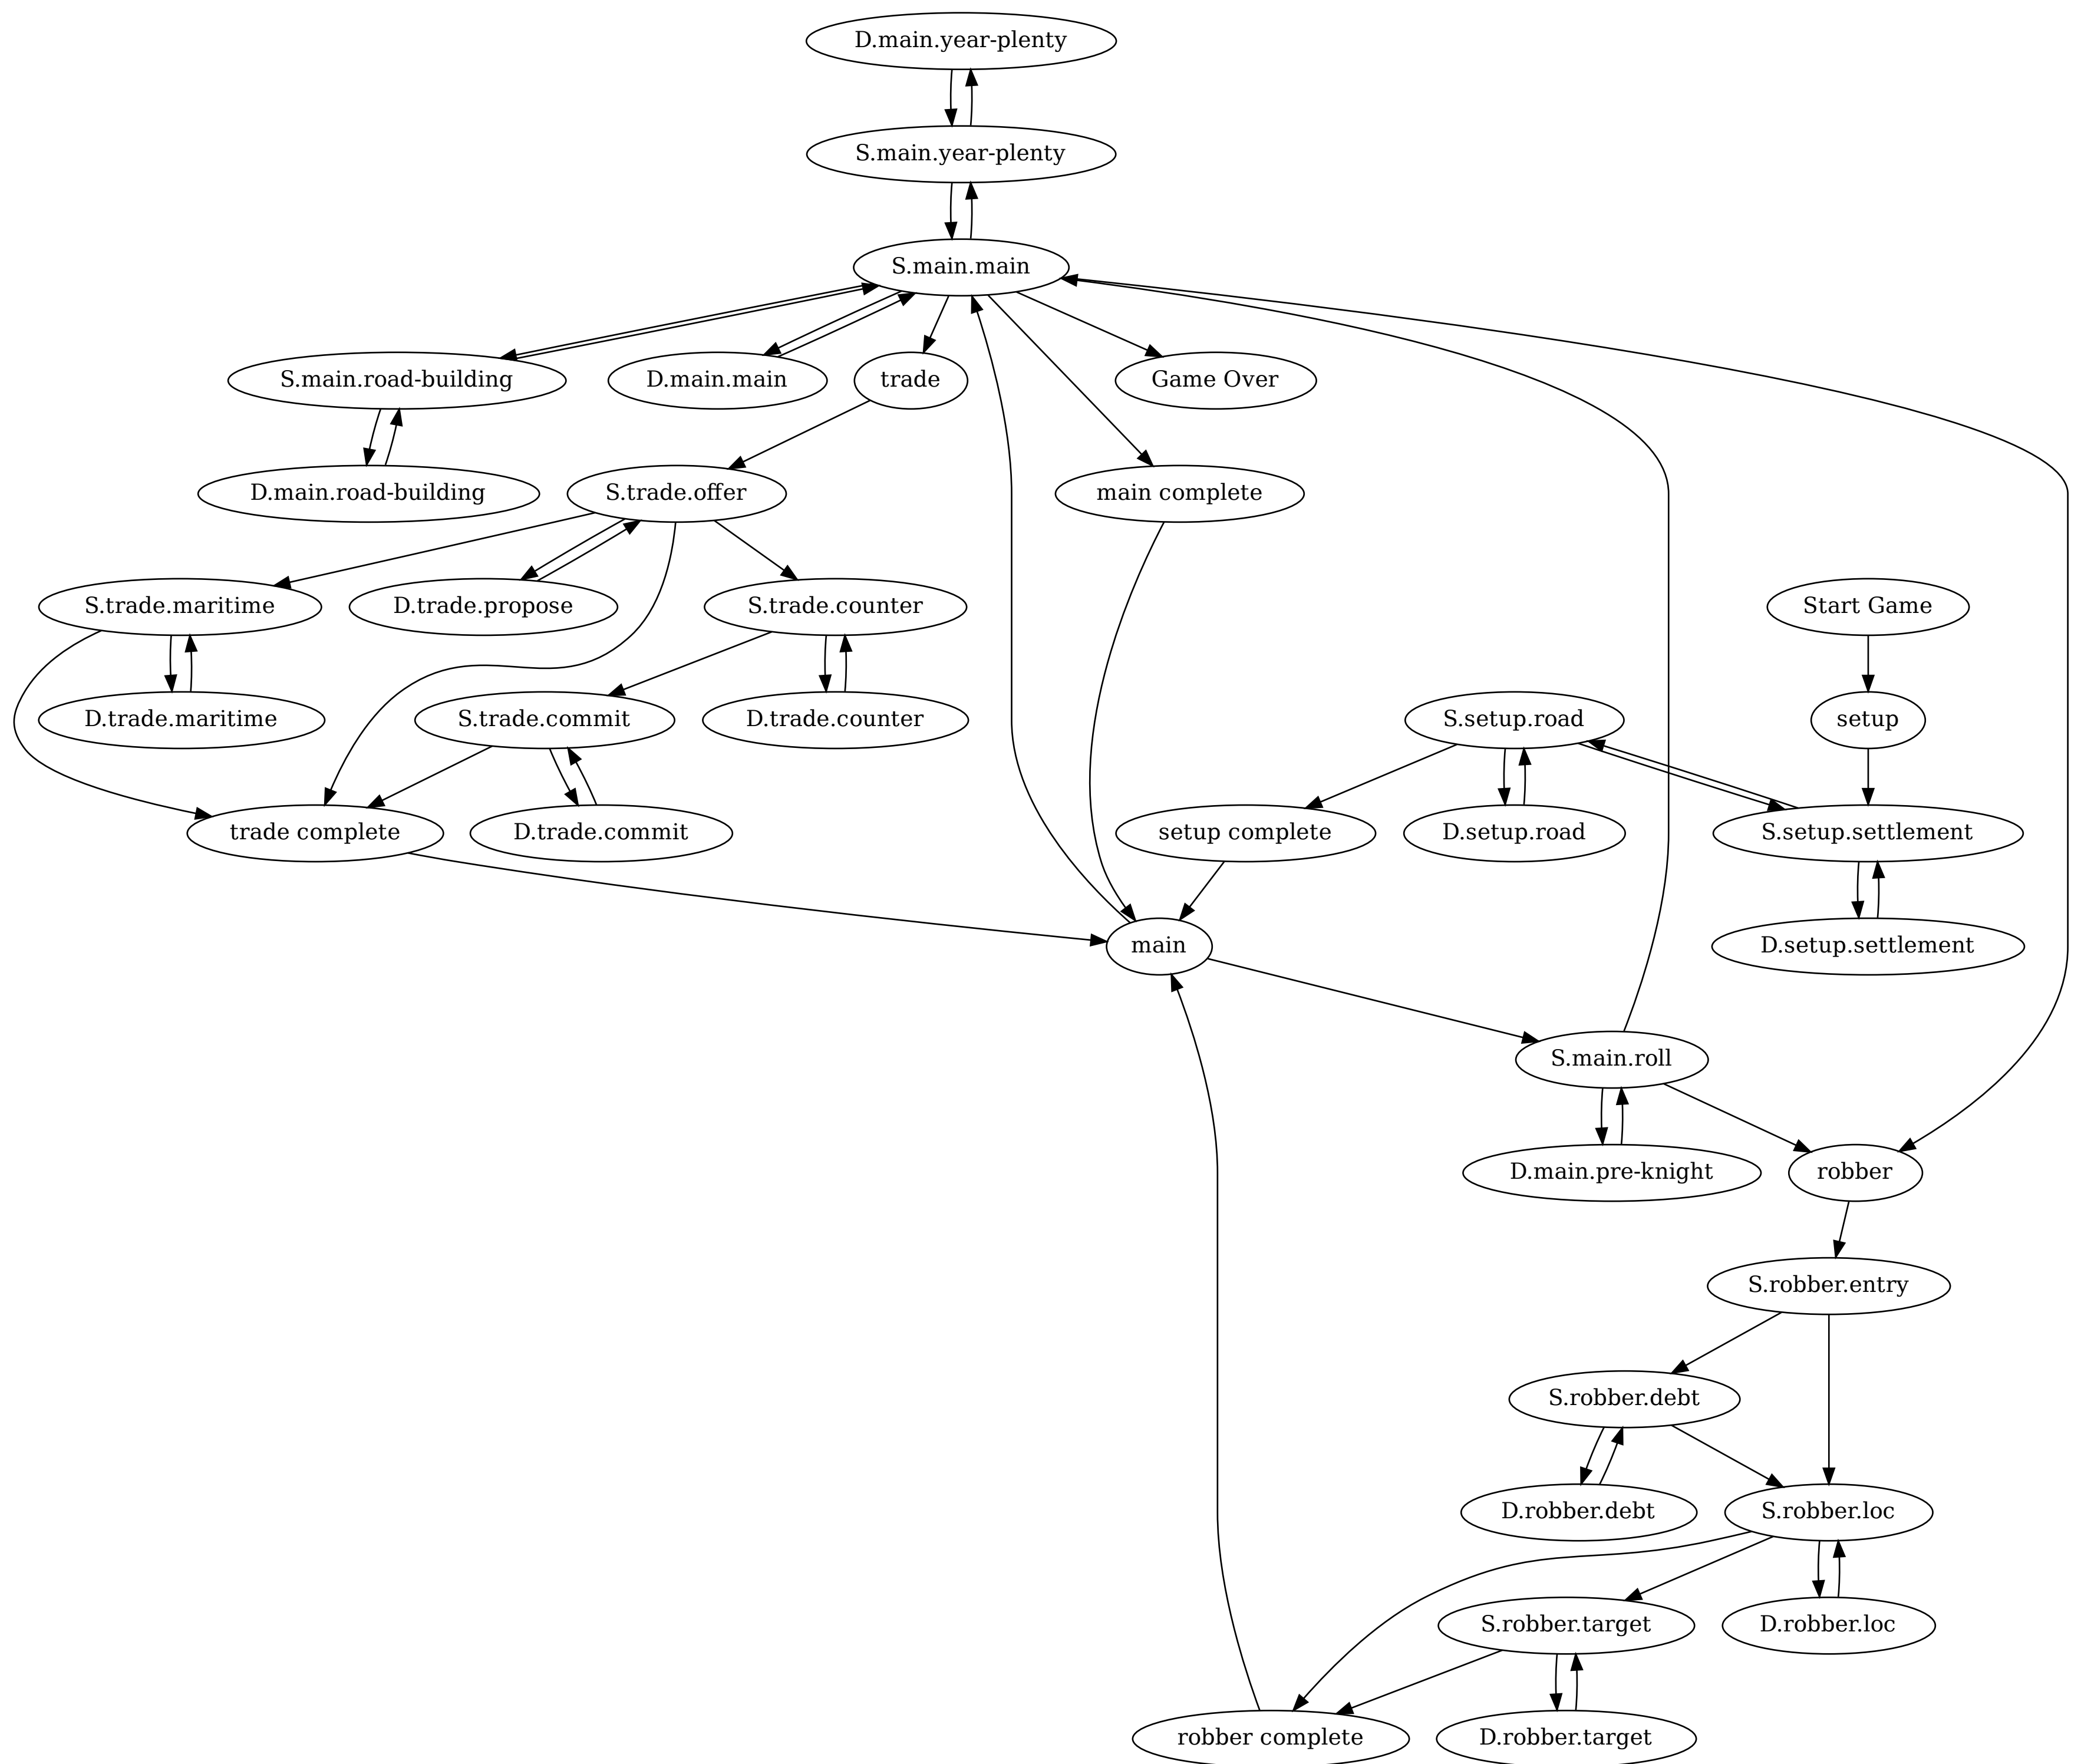 D.main.year-plenty
S.main.year-plenty
S.main.main
S.main.road-building
D.main.main
trade
Game Over
D.main.road-building
S.trade.offer
main complete
S.trade.maritime
D.trade.propose
S.trade.counter
Start Game
D.trade.maritime
S.trade.commit
D.trade.counter
S.setup.road
setup
trade complete
D.trade.commit
setup complete
D.setup.road
S.setup.settlement
main
D.setup.settlement
S.main.roll
D.main.pre-knight
robber
S.robber.entry
S.robber.debt
D.robber.debt
S.robber.loc
S.robber.target
D.robber.loc
robber complete
D.robber.target